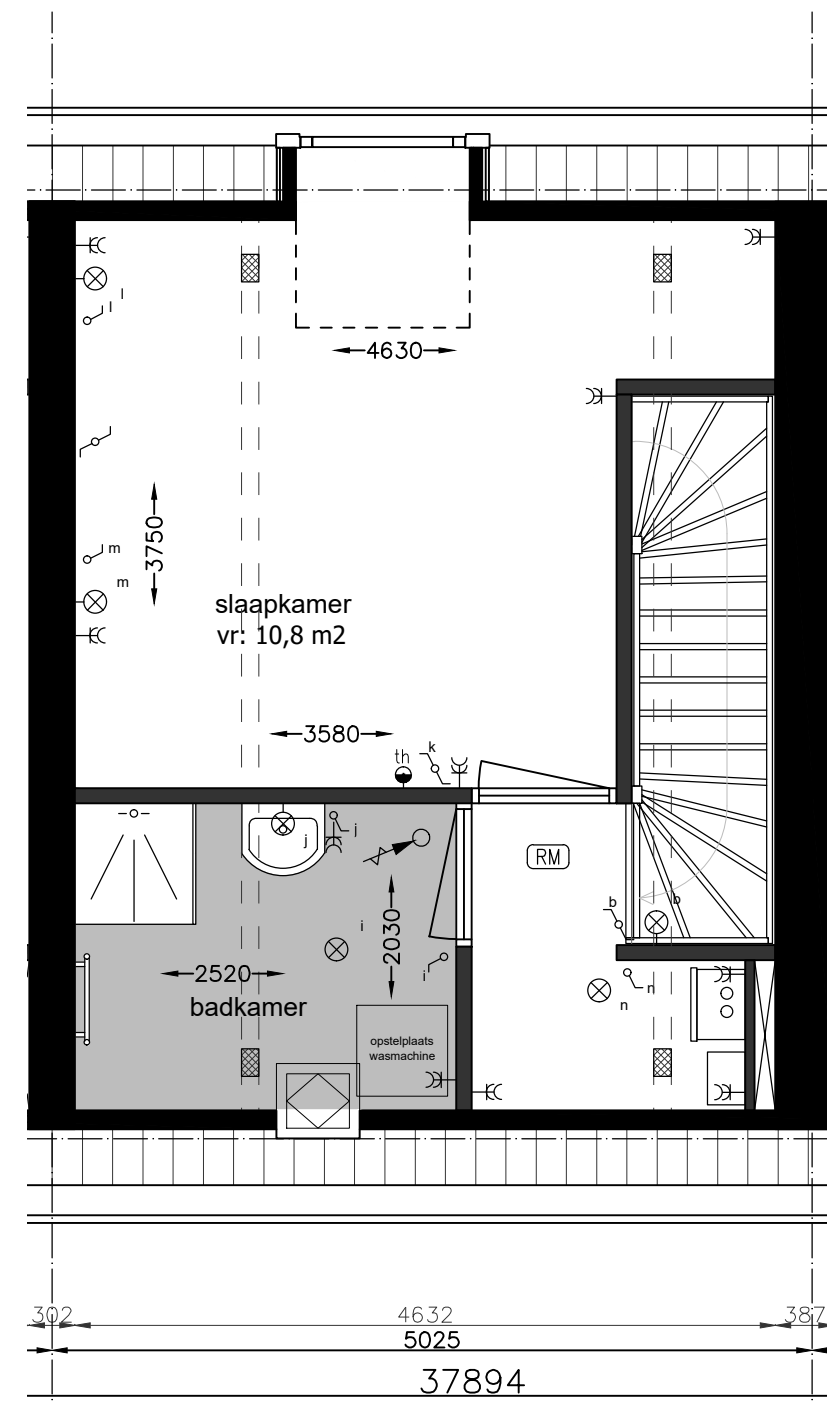 l
l
4630
3750
m
m
slaapkamer
vr: 10,8 m2
3580
th
k
j
j
RM
b
b
i
2030
2520
i
n
n
badkamer
opstelplaats
wasmachine
302
4632
387
5025
37894